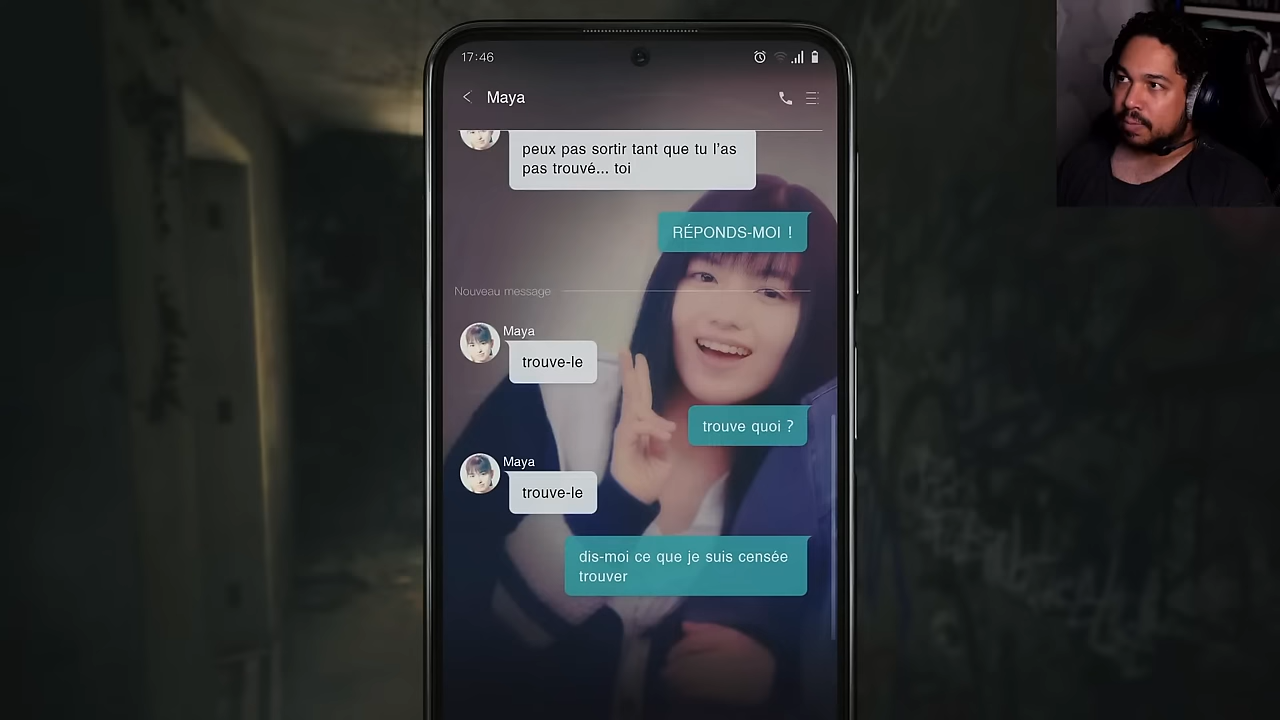 17:46
Maya
peux pas sortir tant que tu l'as
pas trouvé... toi
RÉPONDS-MOI !
Nouveau message
Maya
trouve-le
trouve quoi ?
Maya
trouve-le
dis-moi ce que je suis censée
trouver